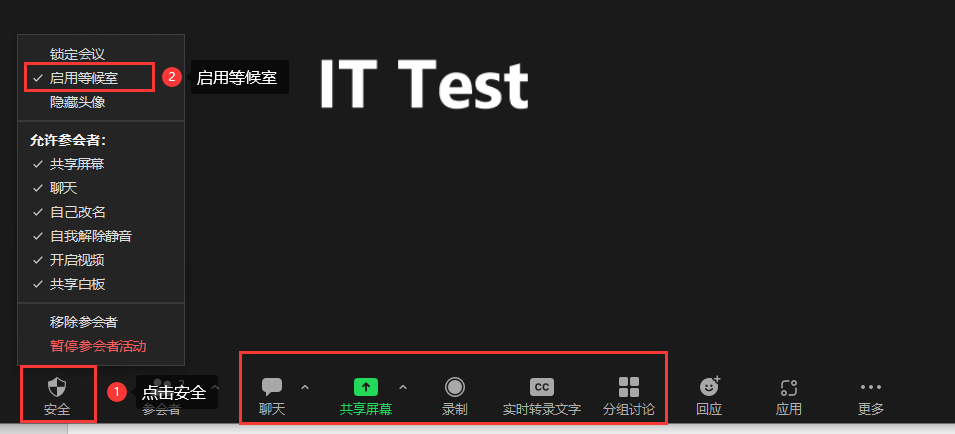 锁定会议
启用等候室
2
启用等候室
隐藏头像
IT Test
允许参会者:
共享屏幕
聊天
自己改名
自我解除静音
开启视频
共享白板
移除参会者
暂停参会者活动
安全
1
点击安全
参会者
聊天
共享屏幕
录制
CC
实时转录文字
分组讨论
回应
应用
更多